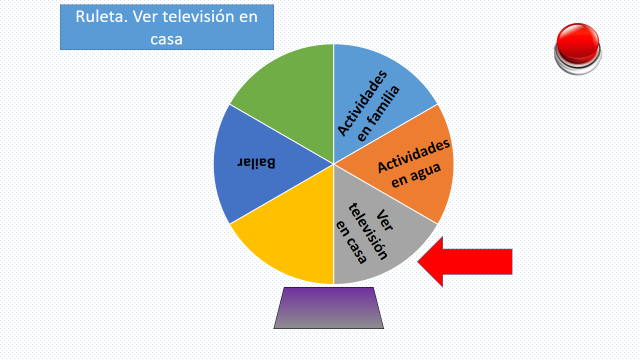 Ruleta. Ver televisión en
casa
Actividades
en familia
Actividades
en agua
Ver
televisión
en casa
Bailar